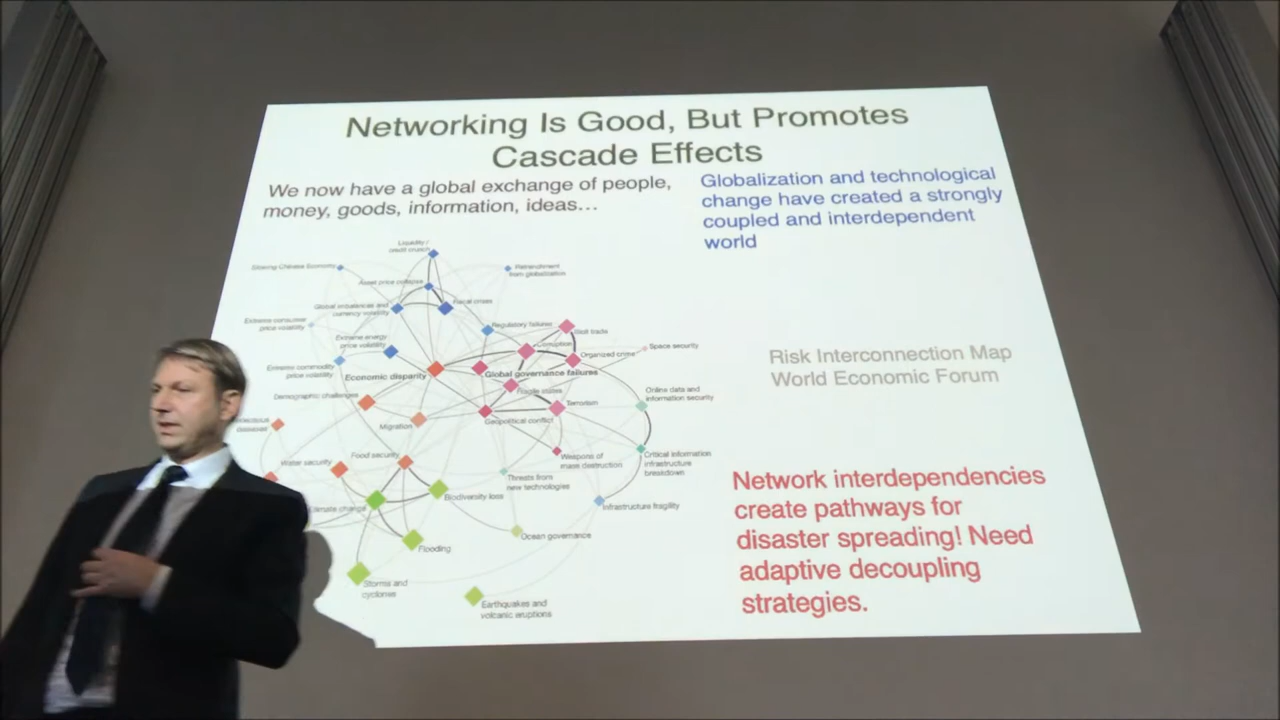 Networking Is Good, But Promotes
Cascade Effects
We now have a global exchange of people,
money, goods, information, ideas…
Globalization and technological
change have created a strongly
coupled and interdependent
world
Liquidity /
credit crunch
Slowing Chinese Economy
Retrenchment
from globalization
Asset price collapse
Global imbalances and
currency volatility
Fiscal crises
Extreme consumer
price volatility
Regulatory failures
Illicit trade
Extreme energy
price volatility
Corruption
Organized crime
Space security
Extreme commodity
price volatility
Economic disparity
Global governance failures
Fragile states
Online data and
information security
Demographic challenges
Terrorism
Migration
Geopolitical conflict
diseases
Water security
Food security
Weapons of
mass destruction
Critical information
infrastructure
breakdown
Threats from
new technologies
Climate change
Biodiversity loss
Infrastructure fragility
Ocean governance
Flooding
Storms and
cyclones
Earthquakes and
volcanic eruptions
Risk Interconnection Map
World Economic Forum
Network interdependencies
create pathways for
disaster spreading! Need
adaptive decoupling
strategies.